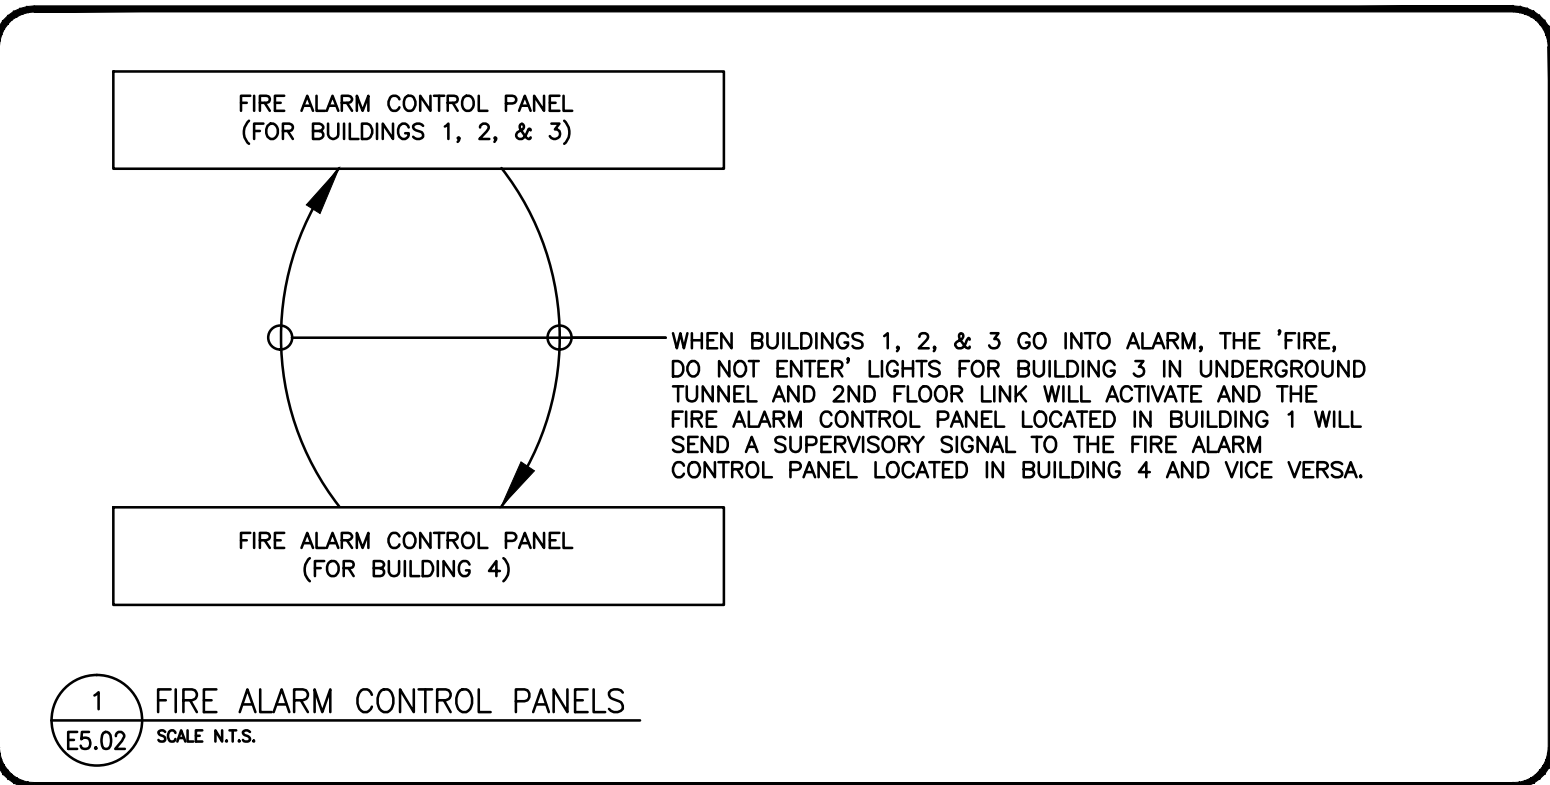 FIRE ALARM CONTROL PANEL
(FOR BUILDINGS 1, 2, & 3)
WHEN BUILDINGS 1, 2, & 3 GO INTO ALARM, THE 'FIRE,
DO NOT ENTER' LIGHTS FOR BUILDING 3 IN UNDERGROUND
TUNNEL AND 2ND FLOOR LINK WILL ACTIVATE AND THE
FIRE ALARM CONTROL PANEL LOCATED IN BUILDING 1 WILL
SEND A SUPERVISORY SIGNAL TO THE FIRE ALARM
CONTROL PANEL LOCATED IN BUILDING 4 AND VICE VERSA.
FIRE ALARM CONTROL PANEL
(FOR BUILDING 4)
1
FIRE ALARM CONTROL PANELS
E5.02
SCALE N.T.S.